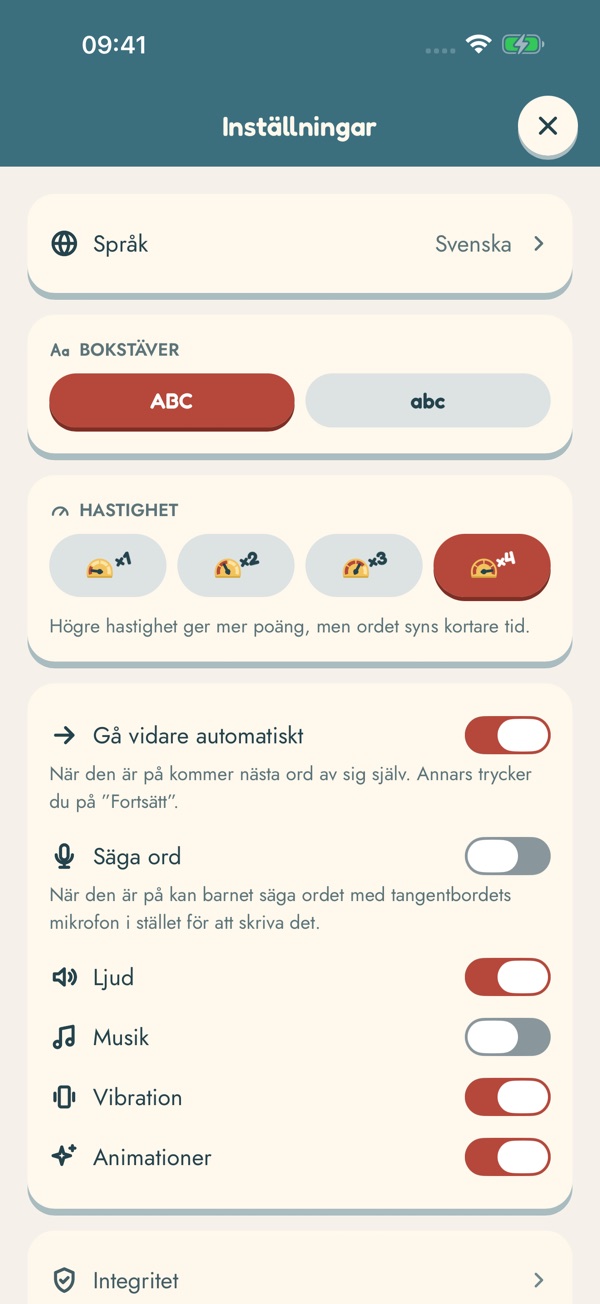 09:41
Inställningar
Språk
Svenska
Aa BOKSTÄVER
ABC
abc
HASTIGHET
x1
x2
x3
x4
Högre hastighet ger mer poäng, men ordet syns kortare tid.
Gå vidare automatiskt
När den är på kommer nästa ord av sig själv. Annars trycker
du på ”Fortsätt”.
Säga ord
När den är på kan barnet säga ordet med tangentbordets
mikrofon i stället för att skriva det.
Ljud
Musik
Vibration
Animationer
Integritet